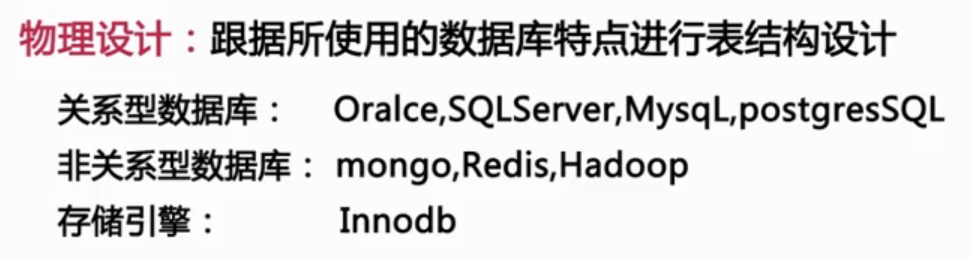 物理设计：跟据所使用的数据库特点进行表结构设计
关系型数据库： Oralce,SQLServer,MysqL,postgresSQL
非关系型数据库： mongo,Redis,Hadoop
存储引擎： Innodb